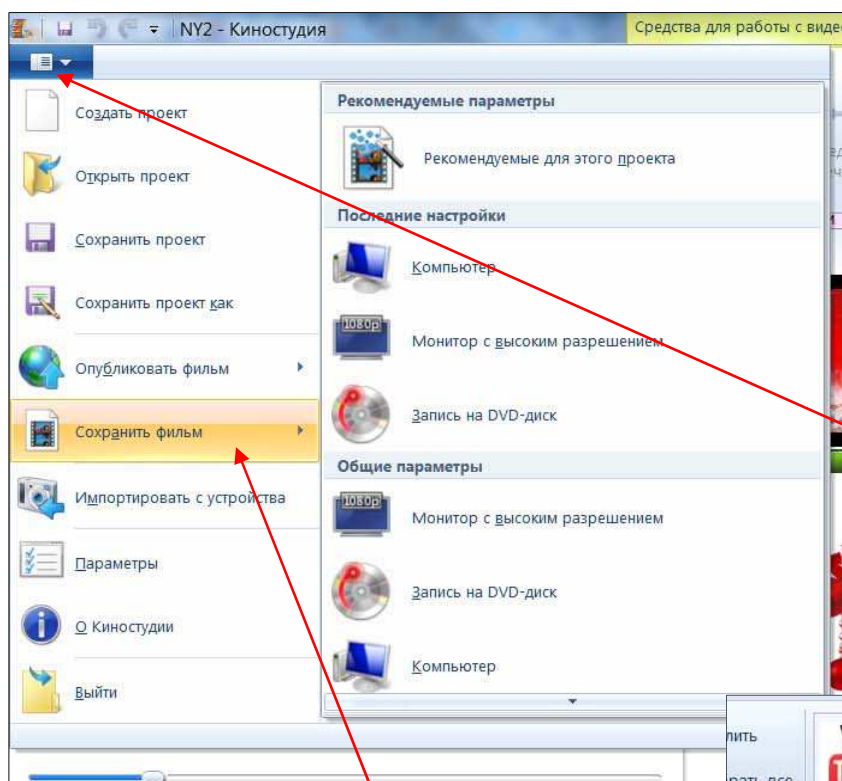 NY2 - Киностудия
Средства для работы с виде
Создать проект
Открыть проект
Сохранить проект
Сохранить проект как
Опубликовать фильм
Сохранить фильм
Импортировать с устройства
Параметры
О Киностудии
Выйти
Рекомендуемые параметры
Рекомендуемые для этого проекта
Последние настройки
Компьютер
1080p
Монитор с высоким разрешением
Запись на DVD-диск
Общие параметры
1080p
Монитор с высоким разрешением
Запись на DVD-диск
Компьютер
лить